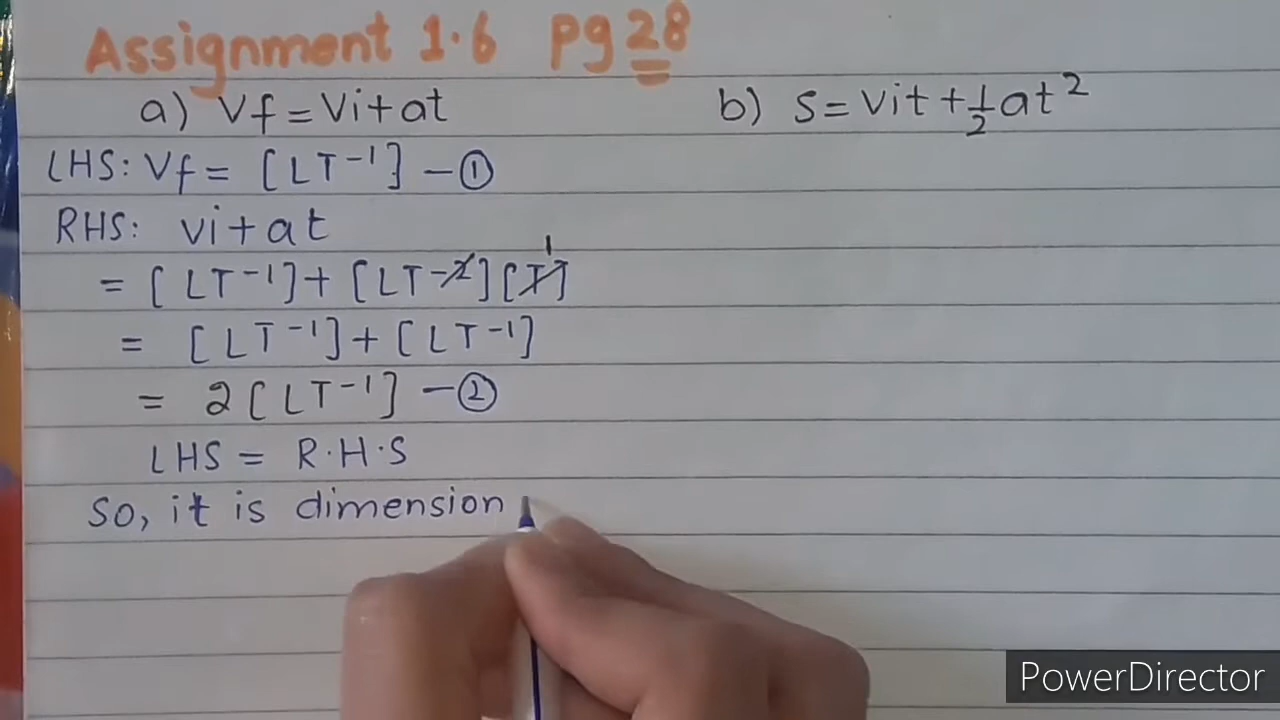 Assignment 1.6 pg 28
a) Vf = Vi + at
b) S = Vit + 1/2 at²
LHS: Vf = [LT⁻¹] — ①
RHS: vi + at
= [LT⁻¹] + [LT⁻²][T] 1
= [LT⁻¹] + [LT⁻¹]
= 2[LT⁻¹] — ②
LHS = R.H.S
So, it is dimension
PowerDirector